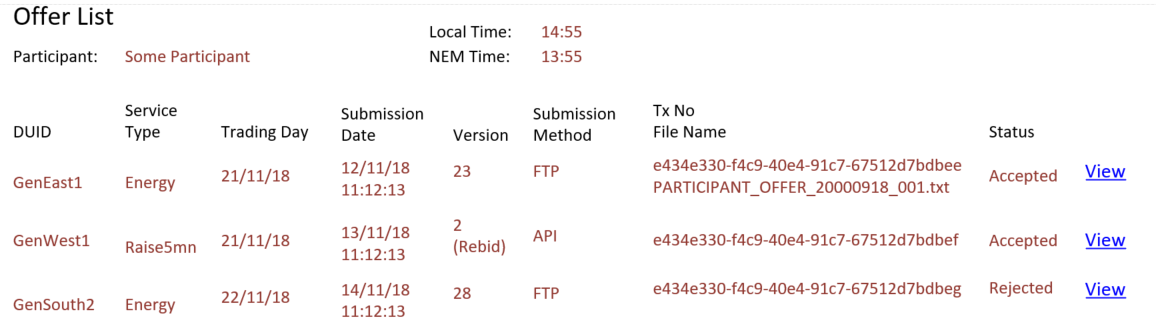 Offer List
Local Time: 14:55
Participant: Some Participant NEM Time: 13:55
DUID Service Type Trading Day Submission Date Version Submission Method Tx No File Name Status
GenEast1 Energy 21/11/18 12/11/18 11:12:13 23 FTP e434e330-f4c9-40e4-91c7-67512d7bdbee PARTICIPANT_OFFER_20000918_001.txt Accepted View
GenWest1 Raise5mn 21/11/18 13/11/18 11:12:13 2 (Rebid) API e434e330-f4c9-40e4-91c7-67512d7bdbef Accepted View
GenSouth2 Energy 22/11/18 14/11/18 11:12:13 28 FTP e434e330-f4c9-40e4-91c7-67512d7bdbeg Rejected View